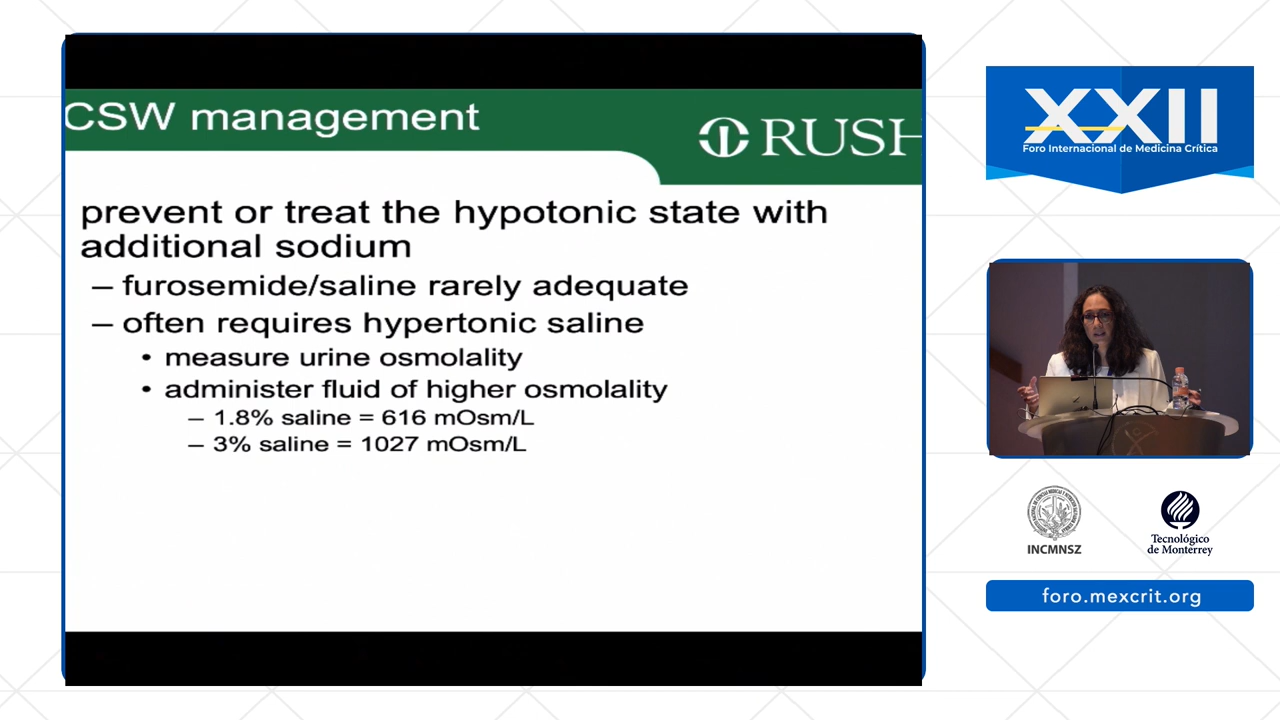 CSW management
RUSH
prevent or treat the hypotonic state with
additional sodium
– furosemide/saline rarely adequate
– often requires hypertonic saline
• measure urine osmolality
• administer fluid of higher osmolality
– 1.8% saline = 616 mOsm/L
– 3% saline = 1027 mOsm/L
XXII
Foro Internacional de Medicina Crítica
INCMNSZ
Tecnológico
de Monterrey
foro.mexcrit.org